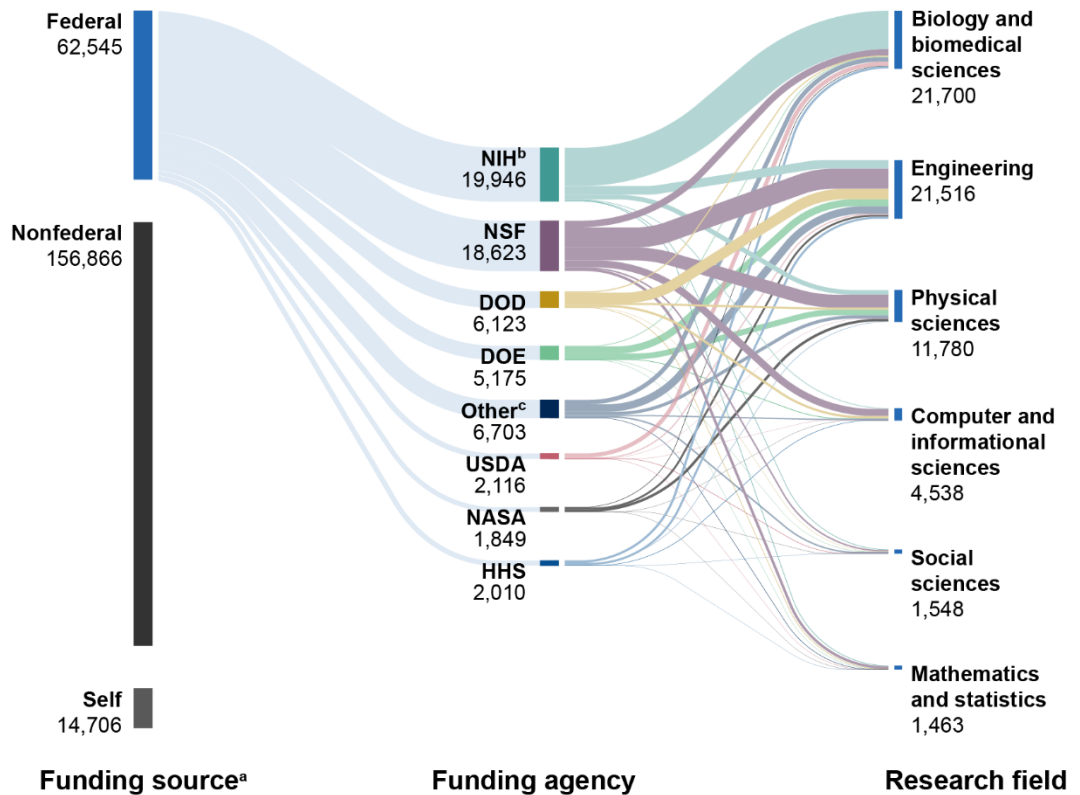 Federal
62,545
Nonfederal
156,866
Self
14,706
Funding sourceᵃ
NIHᵇ
19,946
NSF
18,623
DOD
6,123
DOE
5,175
Otherᶜ
6,703
USDA
2,116
NASA
1,849
HHS
2,010
Funding agency
Biology and
biomedical
sciences
21,700
Engineering
21,516
Physical
sciences
11,780
Computer and
informational
sciences
4,538
Social
sciences
1,548
Mathematics
and statistics
1,463
Research field